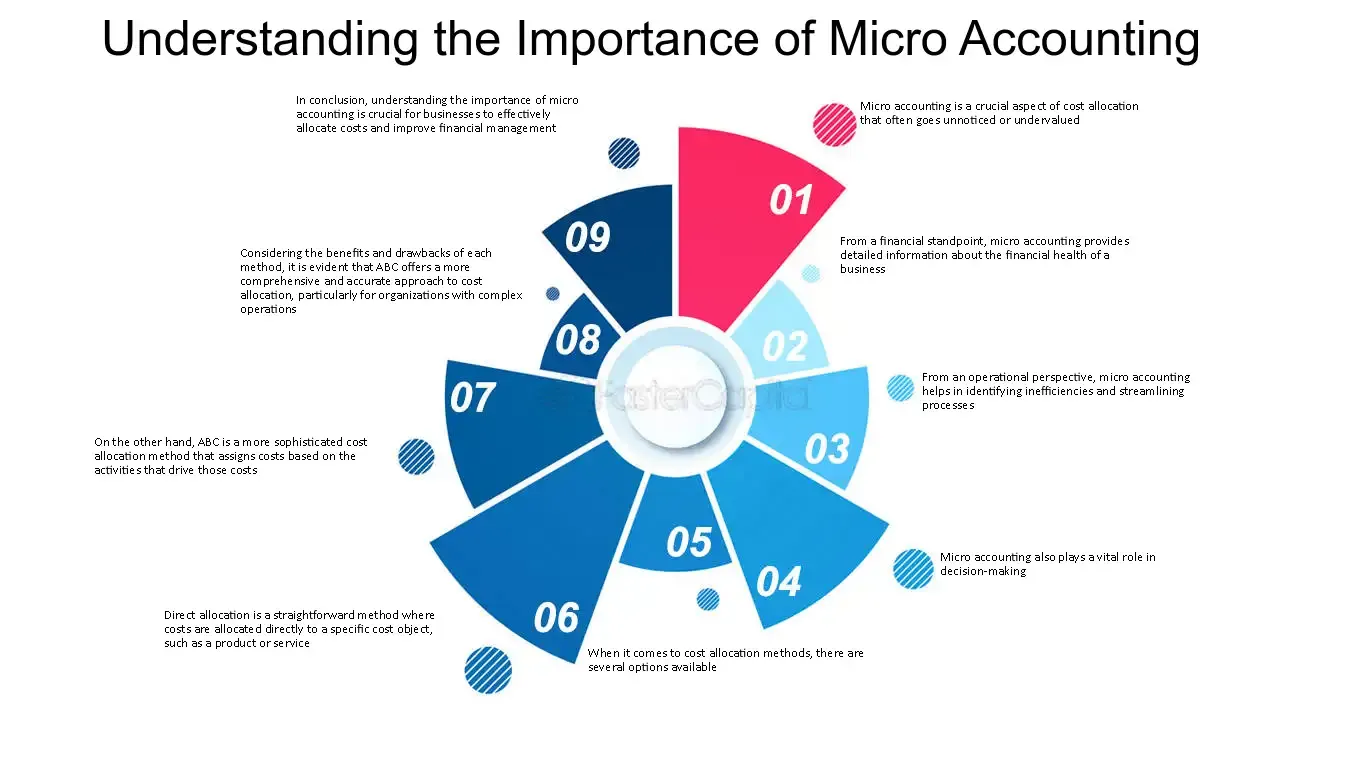 Understanding the Importance of Micro Accounting
01
Micro accounting is a crucial aspect of cost allocation
that often goes unnoticed or undervalued
02
From a financial standpoint, micro accounting provides
detailed information about the financial health of a
business
03
From an operational perspective, micro accounting
helps in identifying inefficiencies and streamlining
processes
04
Micro accounting also plays a vital role in
decision-making
05
When it comes to cost allocation methods, there are
several options available
06
Direct allocation is a straightforward method where
costs are allocated directly to a specific cost object,
such as a product or service
07
On the other hand, ABC is a more sophisticated cost
allocation method that assigns costs based on the
activities that drive those costs
08
Considering the benefits and drawbacks of each
method, it is evident that ABC offers a more
comprehensive and accurate approach to cost
allocation, particularly for organizations with complex
operations
09
In conclusion, understanding the importance of micro
accounting is crucial for businesses to effectively
allocate costs and improve financial management
FasterCapital